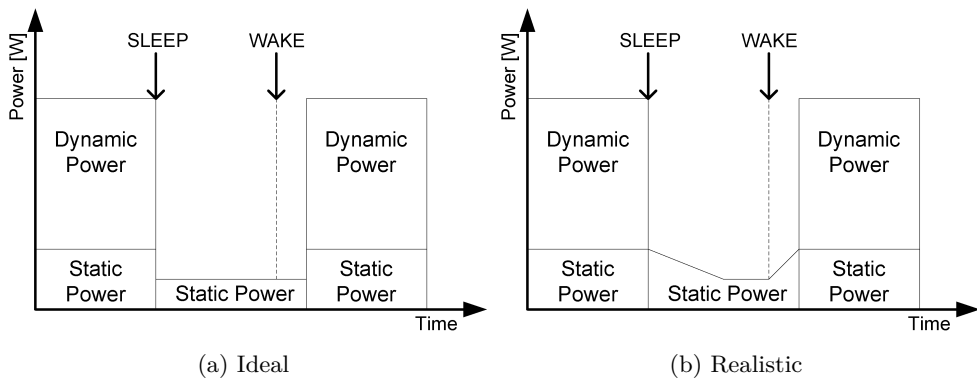 Power [W]
SLEEP
WAKE
Dynamic
Power
Dynamic
Power
Static
Power
Static Power
Static
Power
Time
(a) Ideal
Power [W]
SLEEP
WAKE
Dynamic
Power
Dynamic
Power
Static
Power
Static Power
Static
Power
Time
(b) Realistic